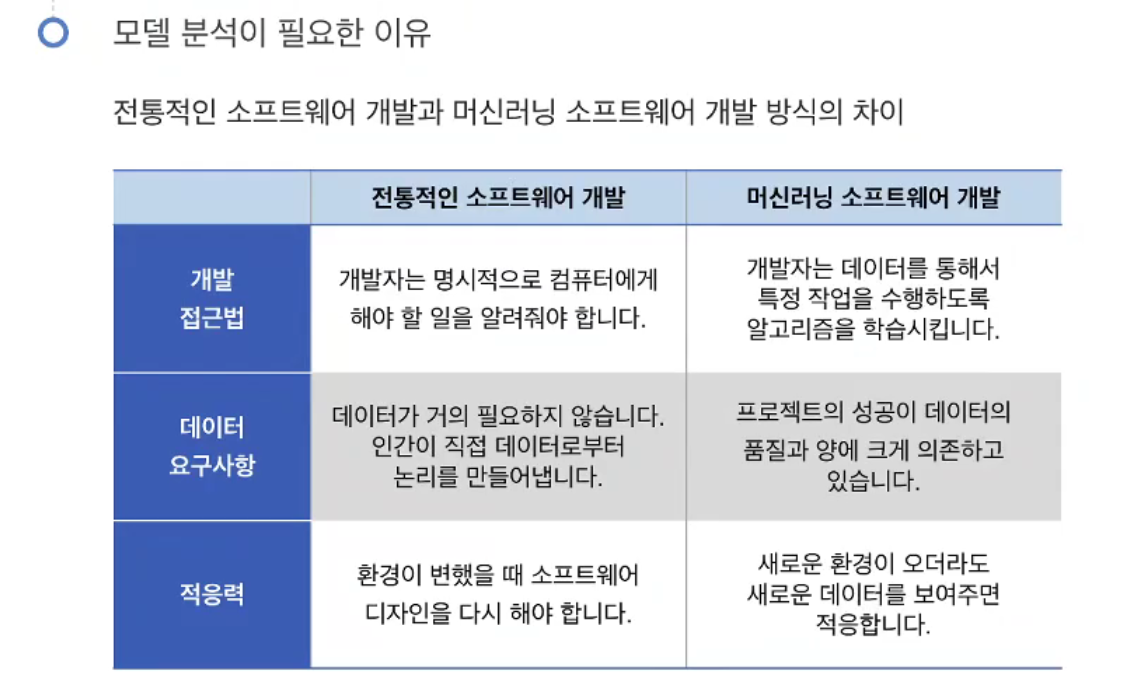 모델 분석이 필요한 이유
전통적인 소프트웨어 개발과 머신러닝 소프트웨어 개발 방식의 차이
전통적인 소프트웨어 개발
머신러닝 소프트웨어 개발
개발
접근법
개발자는 명시적으로 컴퓨터에게
해야 할 일을 알려줘야 합니다.
개발자는 데이터를 통해서
특정 작업을 수행하도록
알고리즘을 학습시킵니다.
데이터
요구사항
데이터가 거의 필요하지 않습니다.
인간이 직접 데이터로부터
논리를 만들어냅니다.
프로젝트의 성공이 데이터의
품질과 양에 크게 의존하고
있습니다.
적응력
환경이 변했을 때 소프트웨어
디자인을 다시 해야 합니다.
새로운 환경이 오더라도
새로운 데이터를 보여주면
적응합니다.